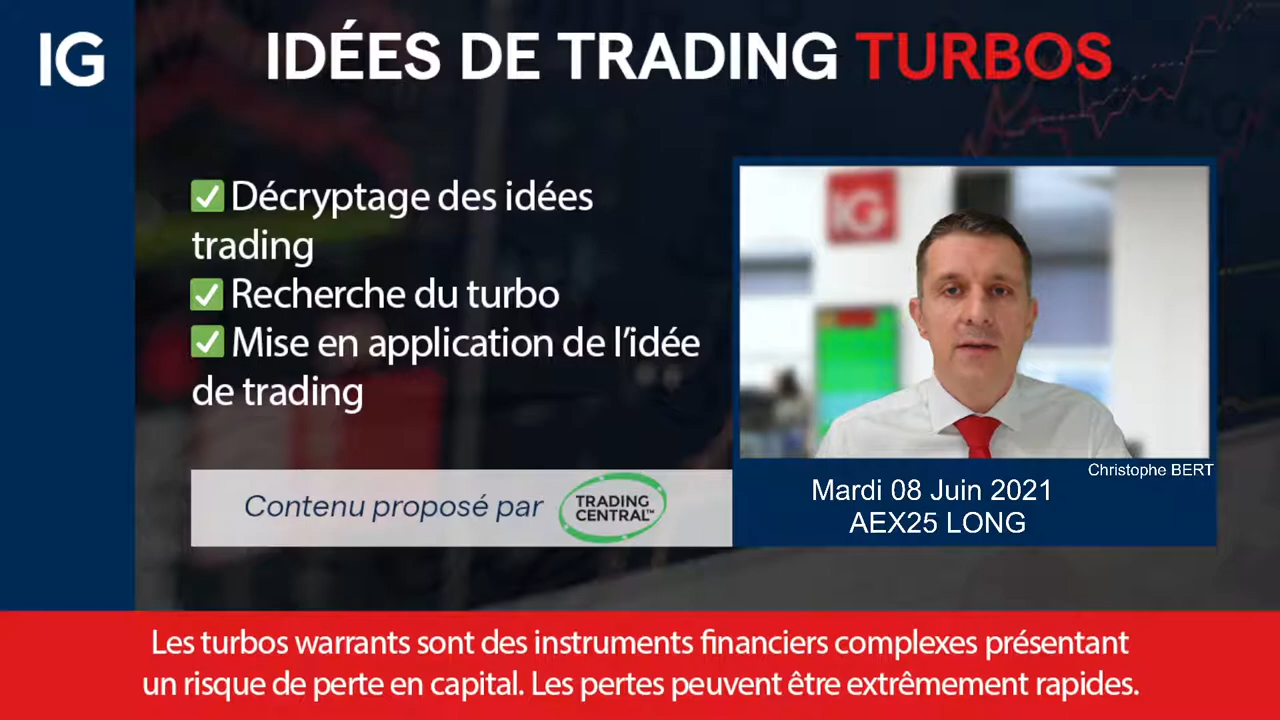 IG
IDÉES DE TRADING TURBOS
✅ Décryptage des idées
trading
✅ Recherche du turbo
✅ Mise en application de l'idée
de trading
IG
Contenu proposé par
TRADING
CENTRAL™
Christophe BERT
Mardi 08 Juin 2021
AEX25 LONG
Les turbos warrants sont des instruments financiers complexes présentant
un risque de perte en capital. Les pertes peuvent être extrêmement rapides.